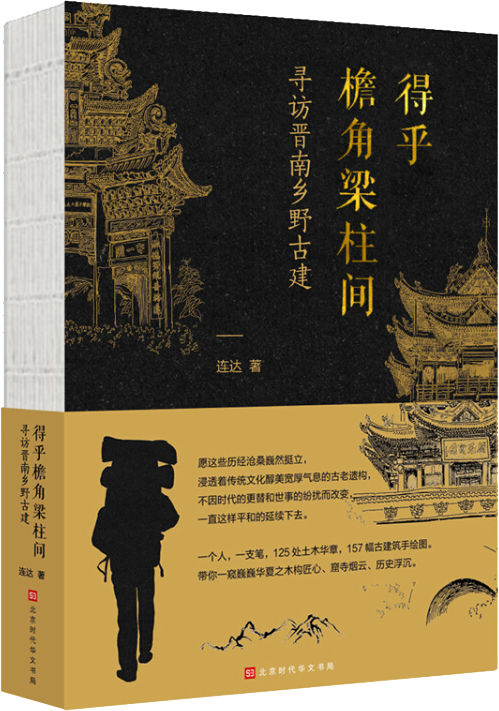 得乎
檐角梁柱间
寻访晋南乡野古建
连达 著
愿这些历经沧桑巍然挺立,
浸透着传统文化醇美宽厚气息的古老遗构,
不因时代的更替和世事的纷扰而改变,
一直这样平和的延续下去。
一个人,一支笔,125处土木华章,157幅古建筑手绘图。
带你一窥巍巍华夏之木构匠心、窟寺烟云、历史浮沉。
北京时代华文书局
得乎檐角梁柱间
寻访晋南乡野古建
连达 著
北京时代华文书局